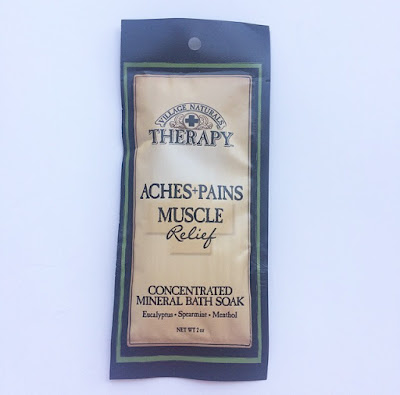 VILLAGE NATURALS
THERAPY
ACHES+PAINS
MUSCLE
Relief
CONCENTRATED
MINERAL BATH SOAK
Eucalyptus • Spearmint • Menthol
NET WT 2 oz